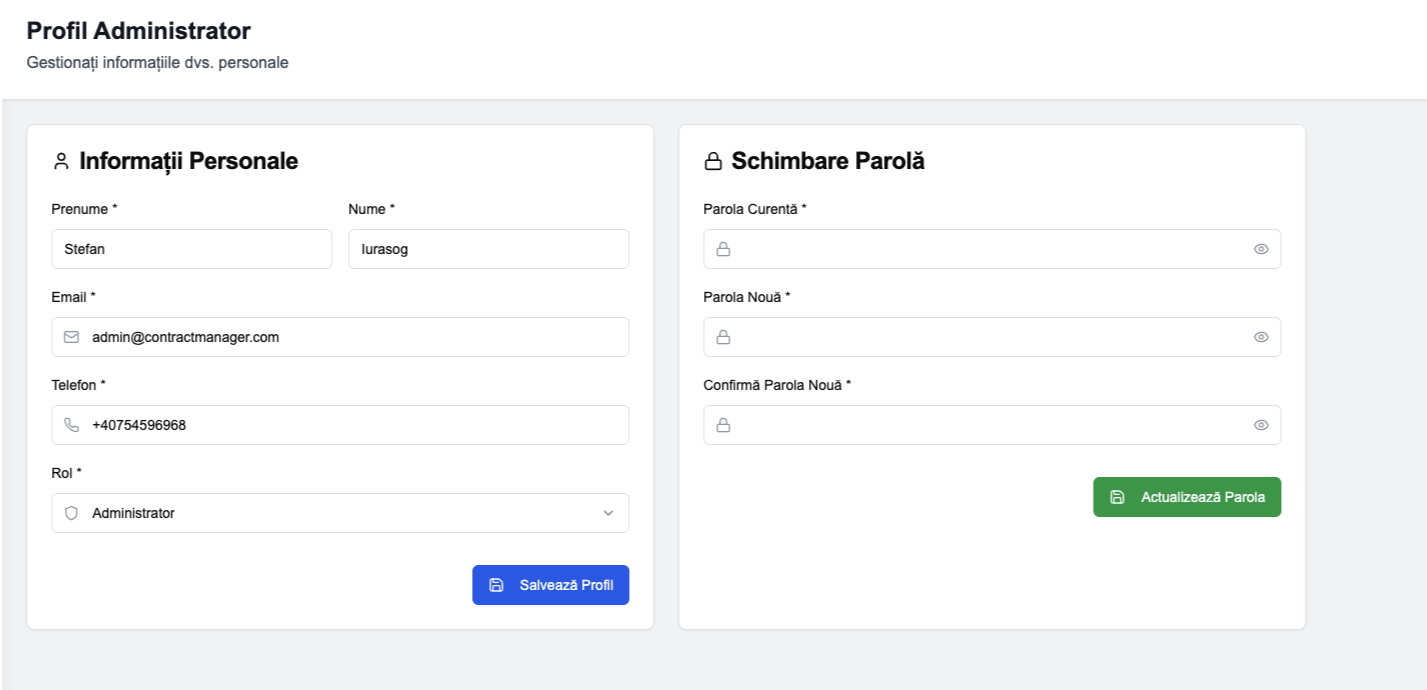 Profil Administrator
Gestionați informațiile dvs. personale
Informații Personale
Prenume *
Nume *
Stefan
Iurasog
Email *
admin@contractmanager.com
Telefon *
+40754596968
Rol *
Administrator
Salvează Profil
Schimbare Parolă
Parola Curentă *
Parola Nouă *
Confirmă Parola Nouă *
Actualizează Parola